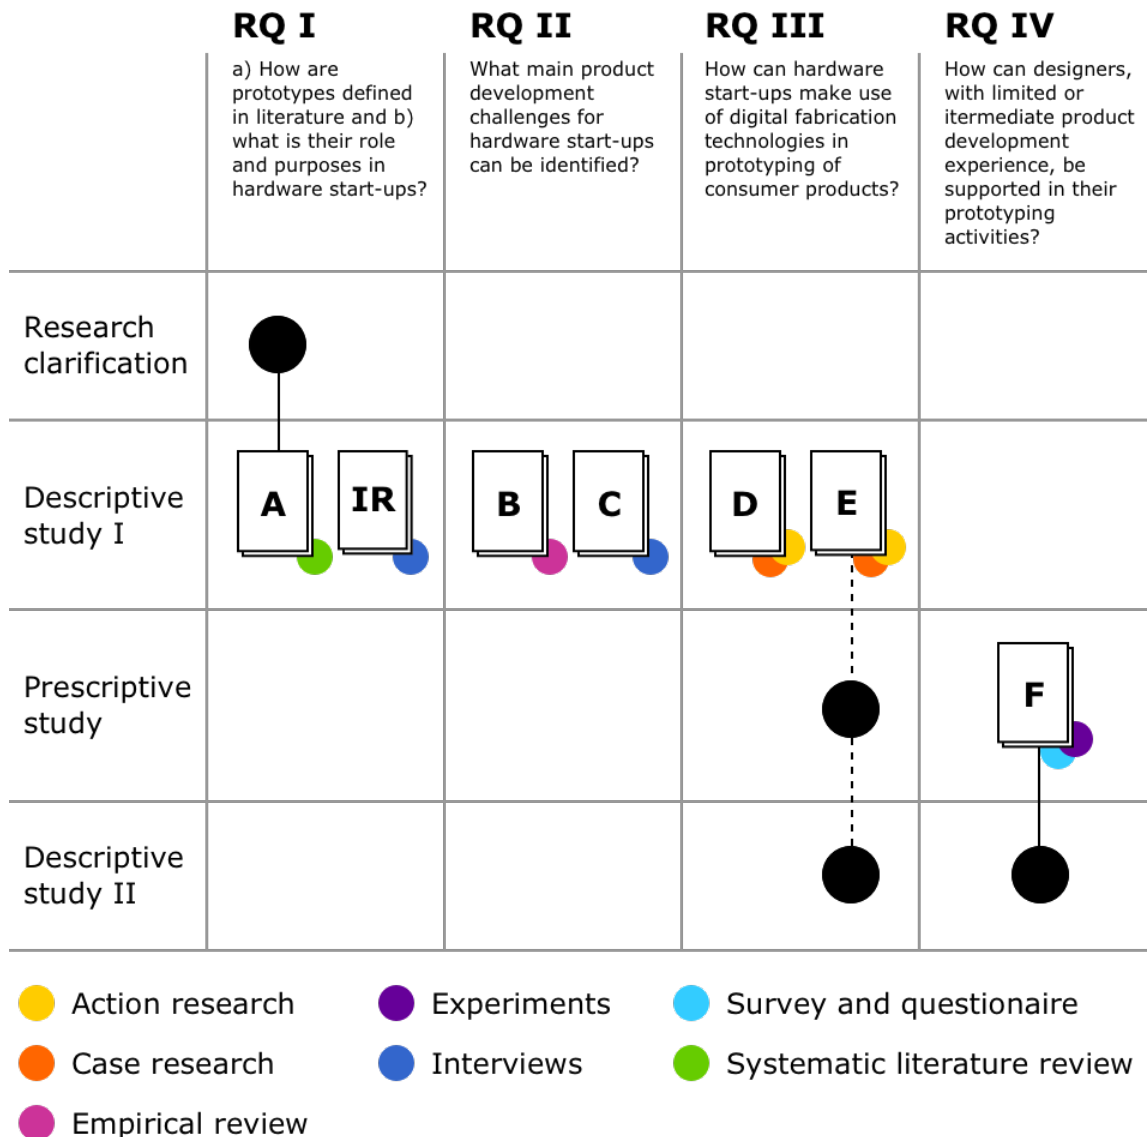 RQ I
a) How are
prototypes defined
in literature and b)
what is their role
and purposes in
hardware start-ups?
RQ II
What main product
development
challenges for
hardware start-ups
can be identified?
RQ III
How can hardware
start-ups make use
of digital fabrication
technologies in
prototyping of
consumer products?
RQ IV
How can designers,
with limited or
itermediate product
development
experience, be
supported in their
prototyping
activities?
Research
clarification
Descriptive
study I
A
IR
B
C
D
E
Prescriptive
study
F
Descriptive
study II
Action research
Experiments
Survey and questionaire
Case research
Interviews
Systematic literature review
Empirical review